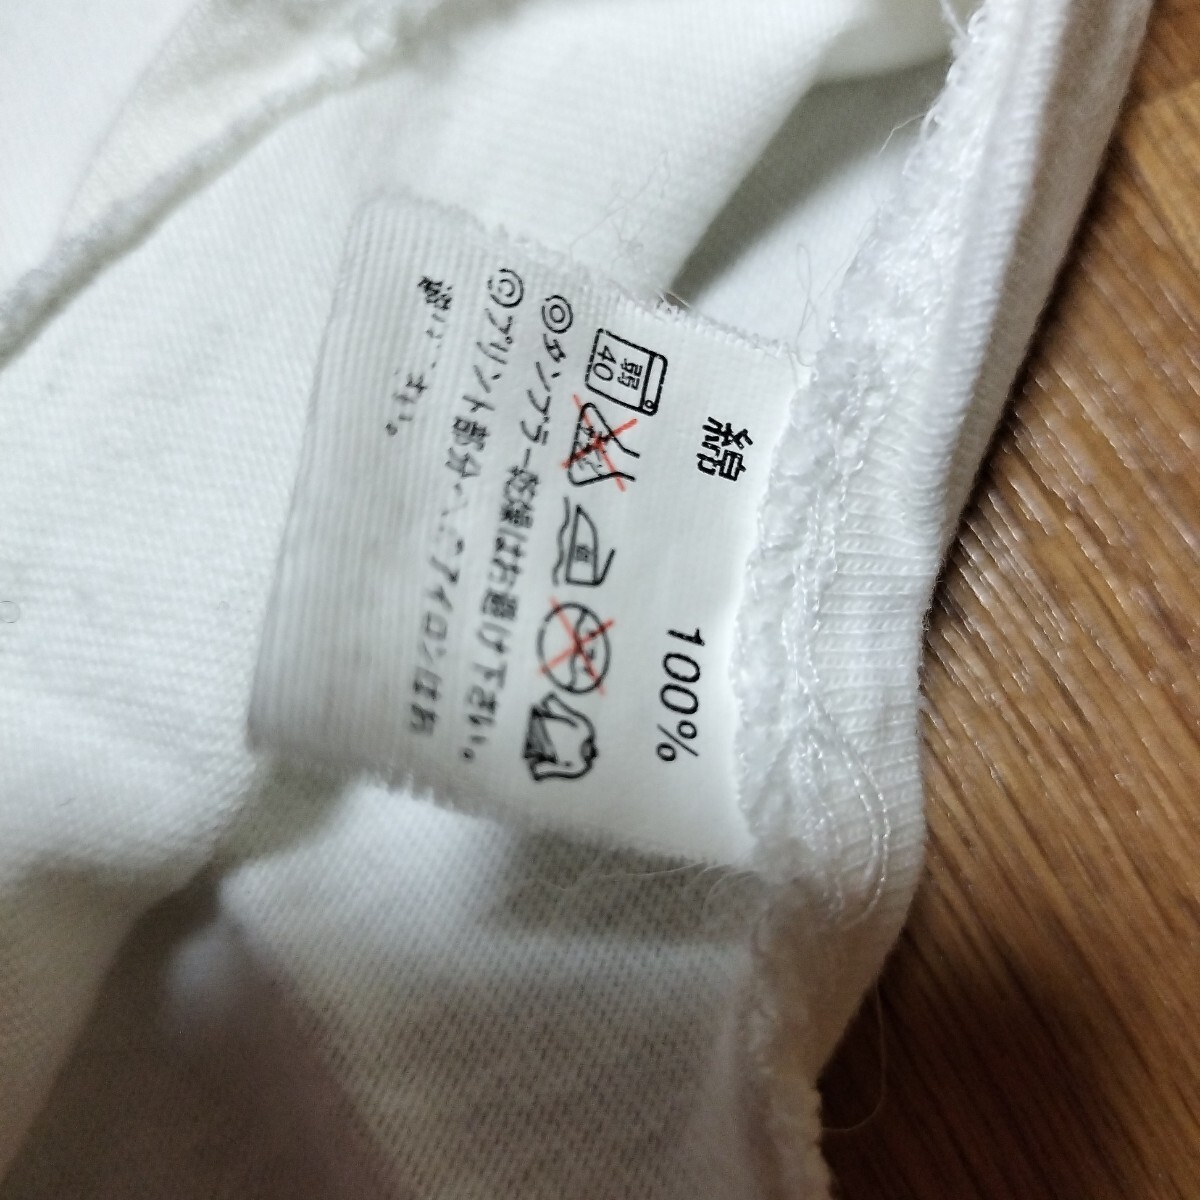 綿 100%
弱
40
◎タンブラー乾燥はお避け下さい。
◎プリント部分へのアイロンはお
避け下さい。